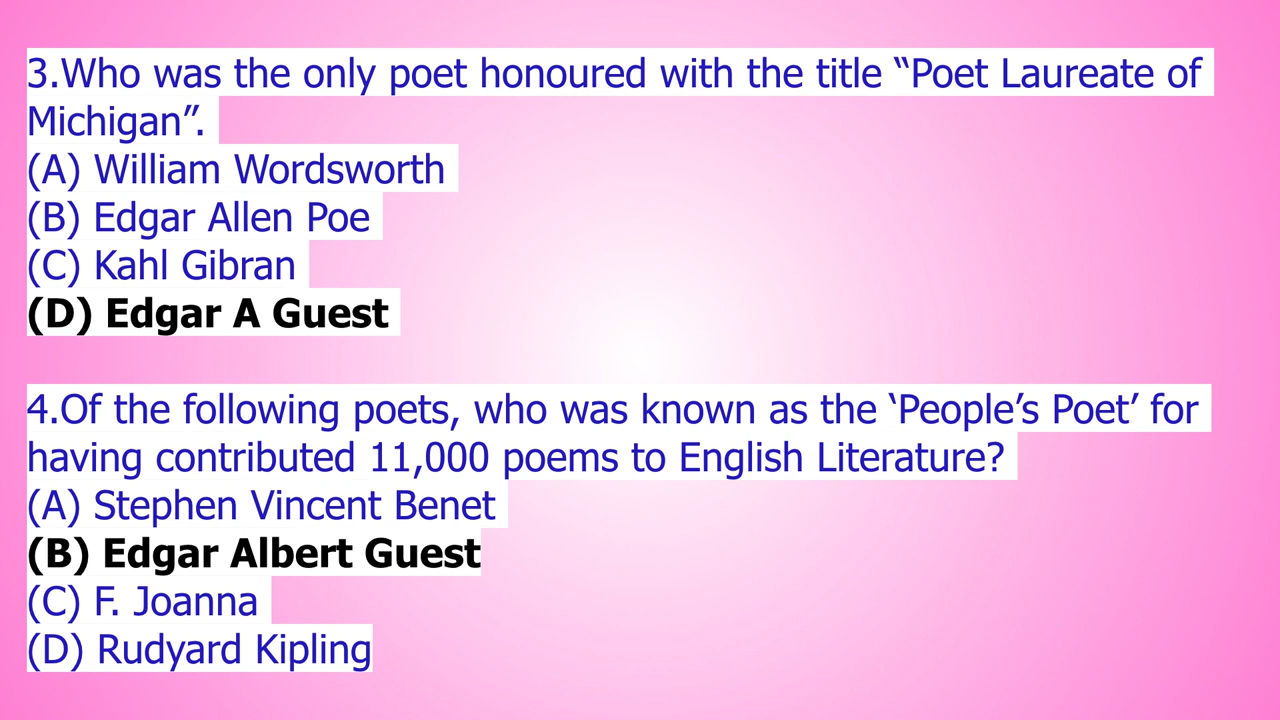 3.Who was the only poet honoured with the title “Poet Laureate of
Michigan”.
(A) William Wordsworth
(B) Edgar Allen Poe
(C) Kahl Gibran
(D) Edgar A Guest
4.Of the following poets, who was known as the ‘People’s Poet’ for
having contributed 11,000 poems to English Literature?
(A) Stephen Vincent Benet
(B) Edgar Albert Guest
(C) F. Joanna
(D) Rudyard Kipling